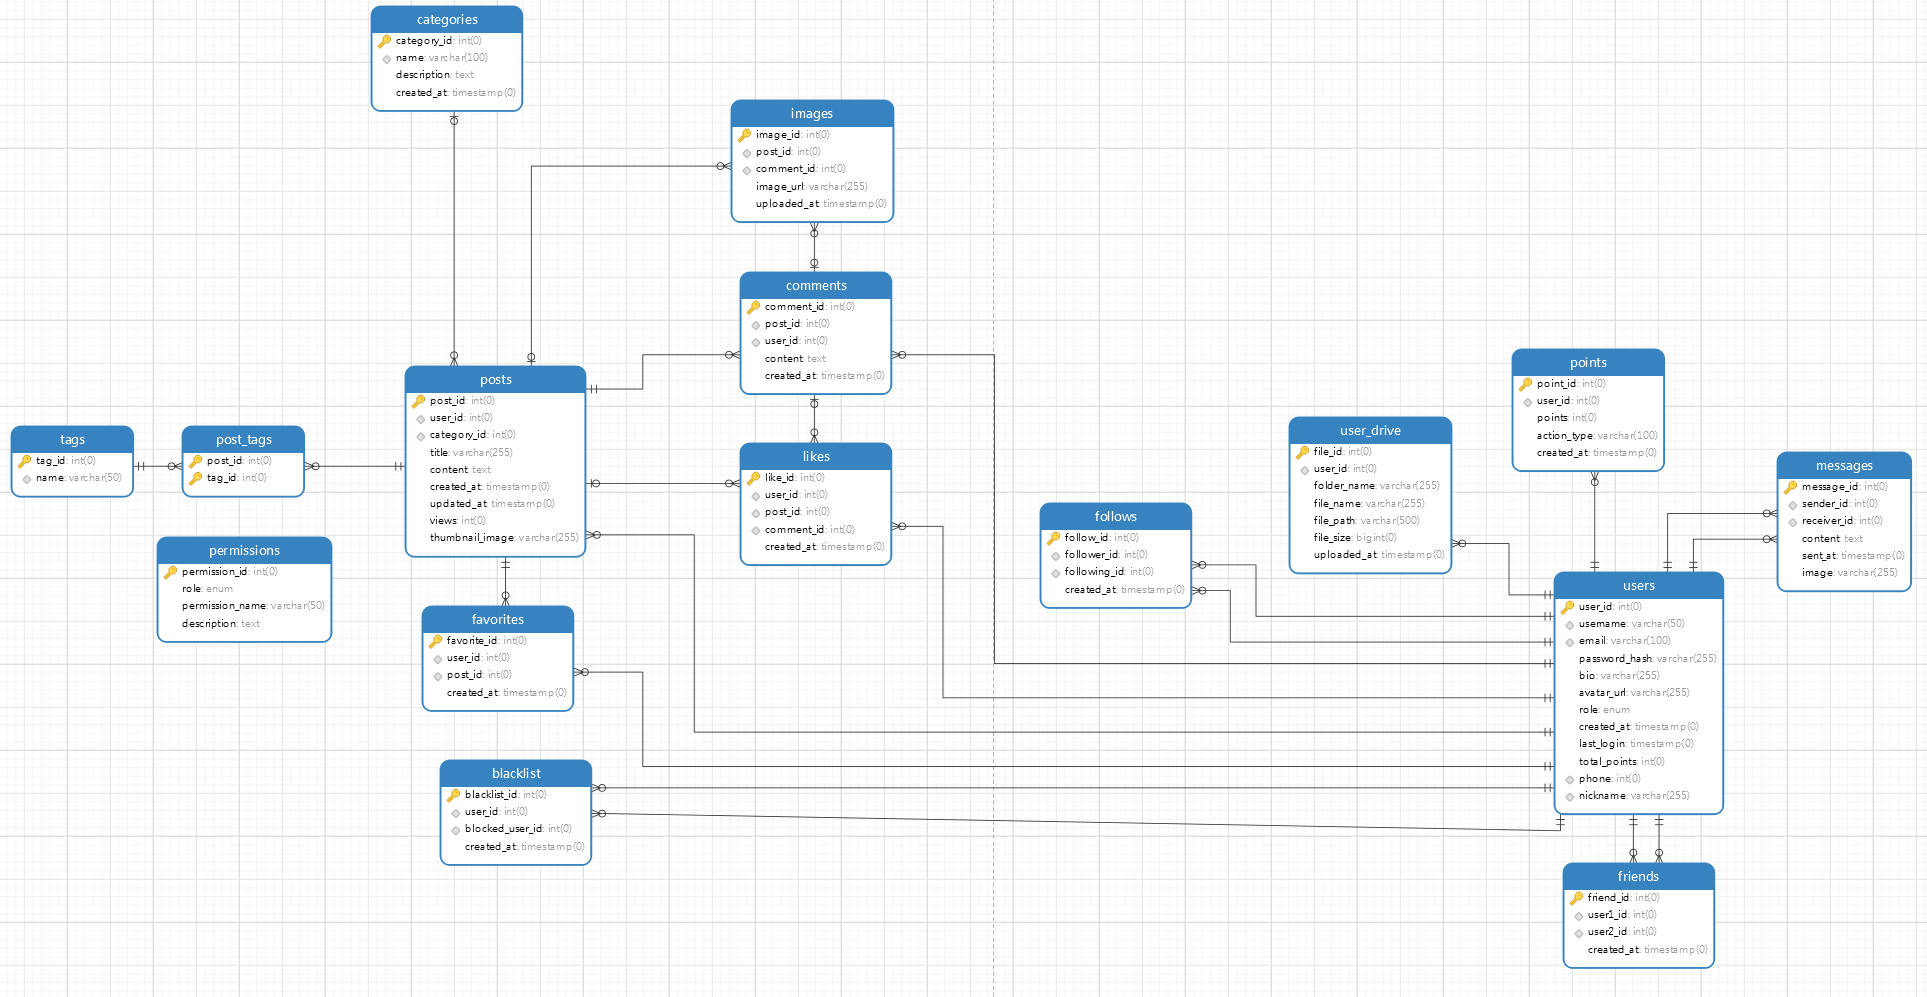 categories
category_id: int(0)
name: varchar(100)
description: text
created_at: timestamp(0)
images
image_id: int(0)
post_id: int(0)
comment_id: int(0)
image_url: varchar(255)
uploaded_at: timestamp(0)
comments
comment_id: int(0)
post_id: int(0)
user_id: int(0)
content: text
created_at: timestamp(0)
posts
post_id: int(0)
user_id: int(0)
category_id: int(0)
title: varchar(255)
content: text
created_at: timestamp(0)
updated_at: timestamp(0)
views: int(0)
thumbnail_image: varchar(255)
tags
tag_id: int(0)
name: varchar(50)
post_tags
post_id: int(0)
tag_id: int(0)
likes
like_id: int(0)
user_id: int(0)
post_id: int(0)
comment_id: int(0)
created_at: timestamp(0)
permissions
permission_id: int(0)
role: enum
permission_name: varchar(50)
description: text
favorites
favorite_id: int(0)
user_id: int(0)
post_id: int(0)
created_at: timestamp(0)
blacklist
blacklist_id: int(0)
user_id: int(0)
blocked_user_id: int(0)
created_at: timestamp(0)
follows
follow_id: int(0)
follower_id: int(0)
following_id: int(0)
created_at: timestamp(0)
user_drive
file_id: int(0)
user_id: int(0)
folder_name: varchar(255)
file_name: varchar(255)
file_path: varchar(500)
file_size: bigint(0)
uploaded_at: timestamp(0)
points
point_id: int(0)
user_id: int(0)
points: int(0)
action_type: varchar(100)
created_at: timestamp(0)
messages
message_id: int(0)
sender_id: int(0)
receiver_id: int(0)
content: text
sent_at: timestamp(0)
image: varchar(255)
users
user_id: int(0)
username: varchar(50)
email: varchar(100)
password_hash: varchar(255)
bio: varchar(255)
avatar_url: varchar(255)
role: enum
created_at: timestamp(0)
last_login: timestamp(0)
total_points: int(0)
phone: int(0)
nickname: varchar(255)
friends
friend_id: int(0)
user1_id: int(0)
user2_id: int(0)
created_at: timestamp(0)